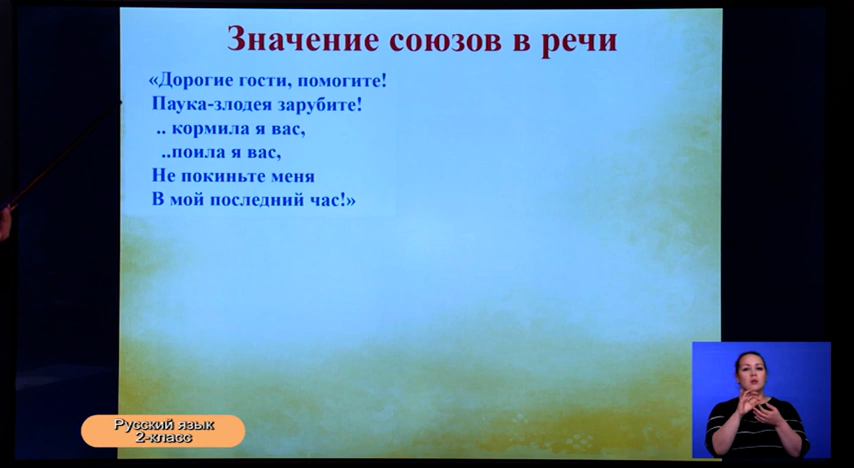 Значение союзов в речи
«Дорогие гости, помогите!
Паука-злодея зарубите!
.. кормила я вас,
..поила я вас,
Не покиньте меня
В мой последний час!»
Русский язык
2-класс